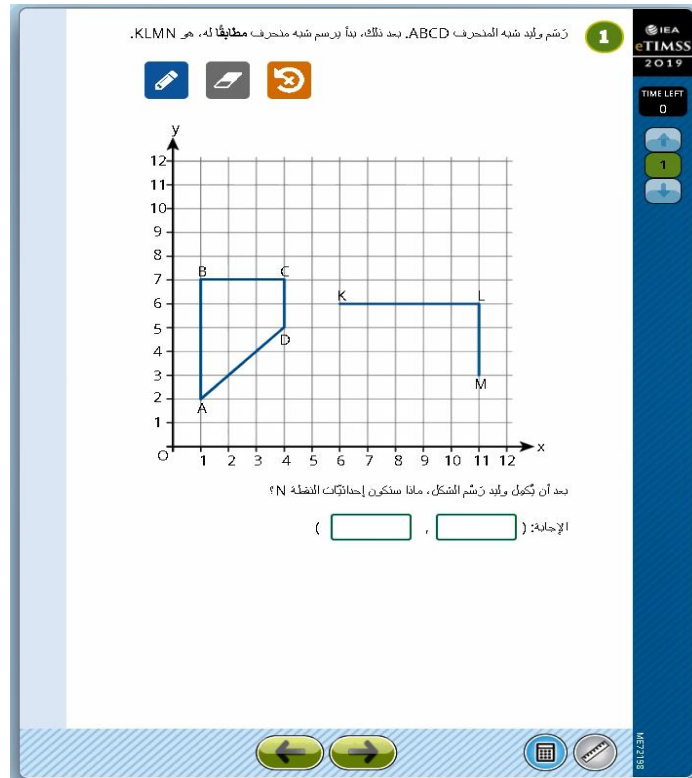 IEA
eTIMSS
2019
TIME LEFT
0
1
1
رَسَم وليد شبه المنحرف ABCD. بعد ذلك، بدأ برسم شبه منحرف مطابقًا له، هو KLMN.
y
12
11
10
9
8
7
6
5
4
3
2
1
B
C
D
A
K
L
M
O
1 2 3 4 5 6 7 8 9 10 11 12
x
بعد أن يُكمِل وليد رَسْم الشكل، ماذا ستكون إحداثيّات النقطة N؟
الإجابة: ( , )
ME72198